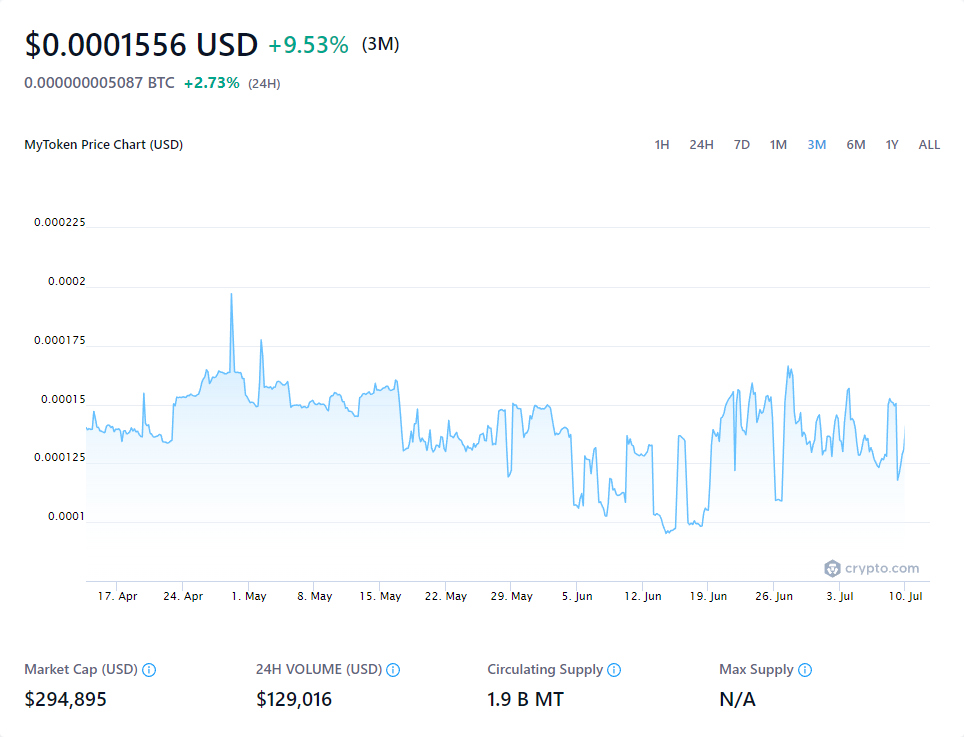 $0.0001556 USD +9.53% (3M)
0.000000005087 BTC +2.73% (24H)
MyToken Price Chart (USD) 1H 24H 7D 1M 3M 6M 1Y ALL
0.000225
0.0002
0.000175
0.00015
0.000125
0.0001
crypto.com
17. Apr 24. Apr 1. May 8. May 15. May 22. May 29. May 5. Jun 12. Jun 19. Jun 26. Jun 3. Jul 10. Jul
Market Cap (USD) 24H VOLUME (USD) Circulating Supply Max Supply
$294,895 $129,016 1.9 B MT N/A